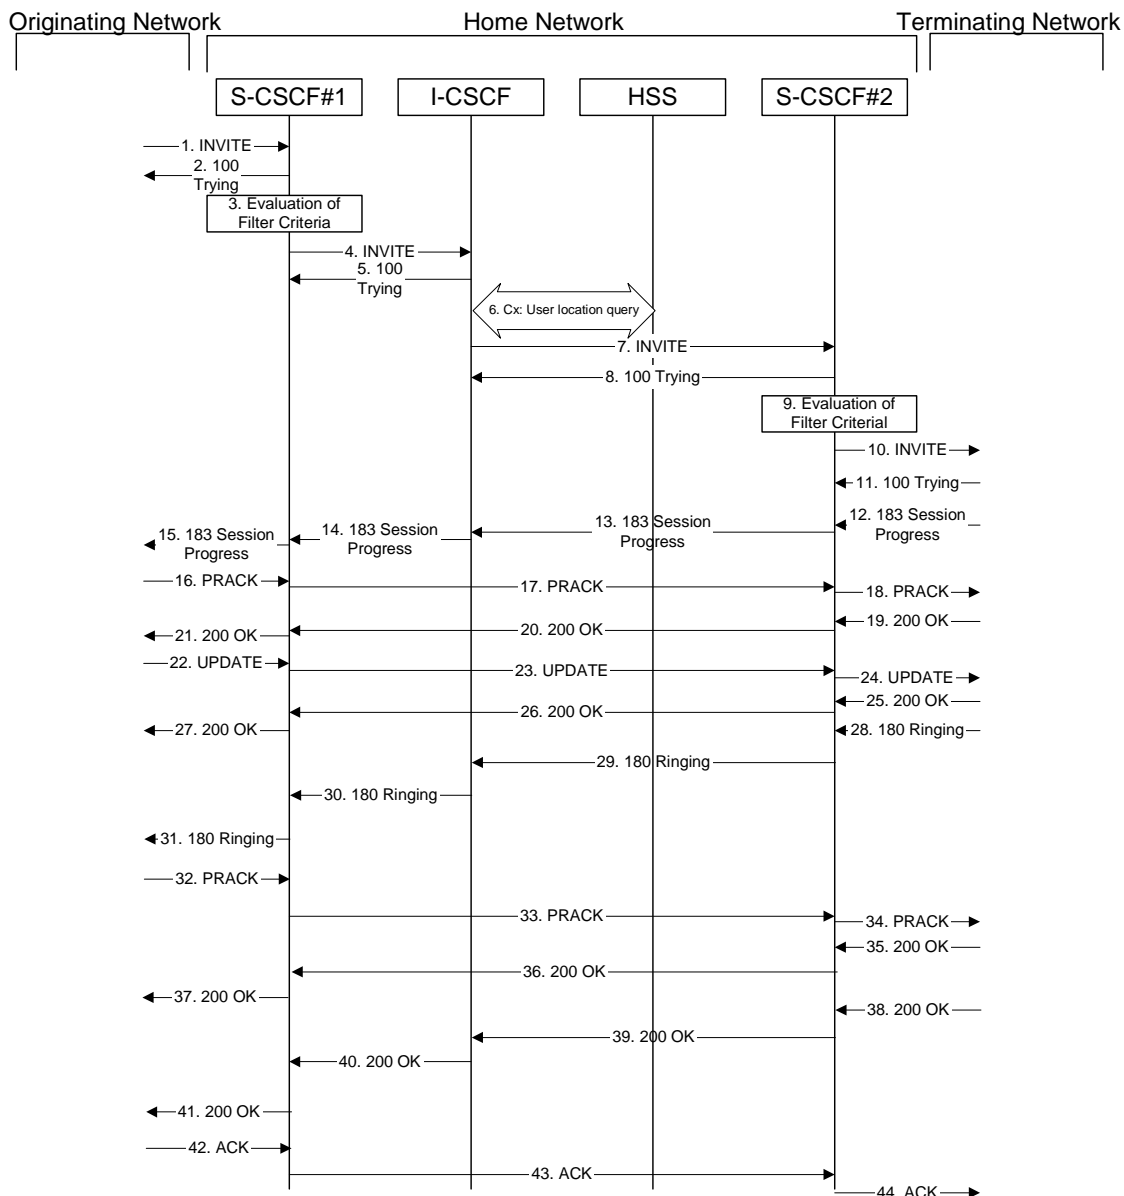 Originating Network
Home Network
Terminating Network
S-CSCF#1
I-CSCF
HSS
S-CSCF#2
1. INVITE
2. 100
Trying
3. Evaluation of
Filter Criteria
4. INVITE
5. 100
Trying
6. Cx: User location query
7. INVITE
8. 100 Trying
9. Evaluation of
Filter Criterial
10. INVITE
11. 100 Trying
12. 183 Session
Progress
13. 183 Session
Progress
14. 183 Session
Progress
15. 183 Session
Progress
16. PRACK
17. PRACK
18. PRACK
19. 200 OK
20. 200 OK
21. 200 OK
22. UPDATE
23. UPDATE
24. UPDATE
25. 200 OK
26. 200 OK
27. 200 OK
28. 180 Ringing
29. 180 Ringing
30. 180 Ringing
31. 180 Ringing
32. PRACK
33. PRACK
34. PRACK
35. 200 OK
36. 200 OK
37. 200 OK
38. 200 OK
39. 200 OK
40. 200 OK
41. 200 OK
42. ACK
43. ACK
44. ACK